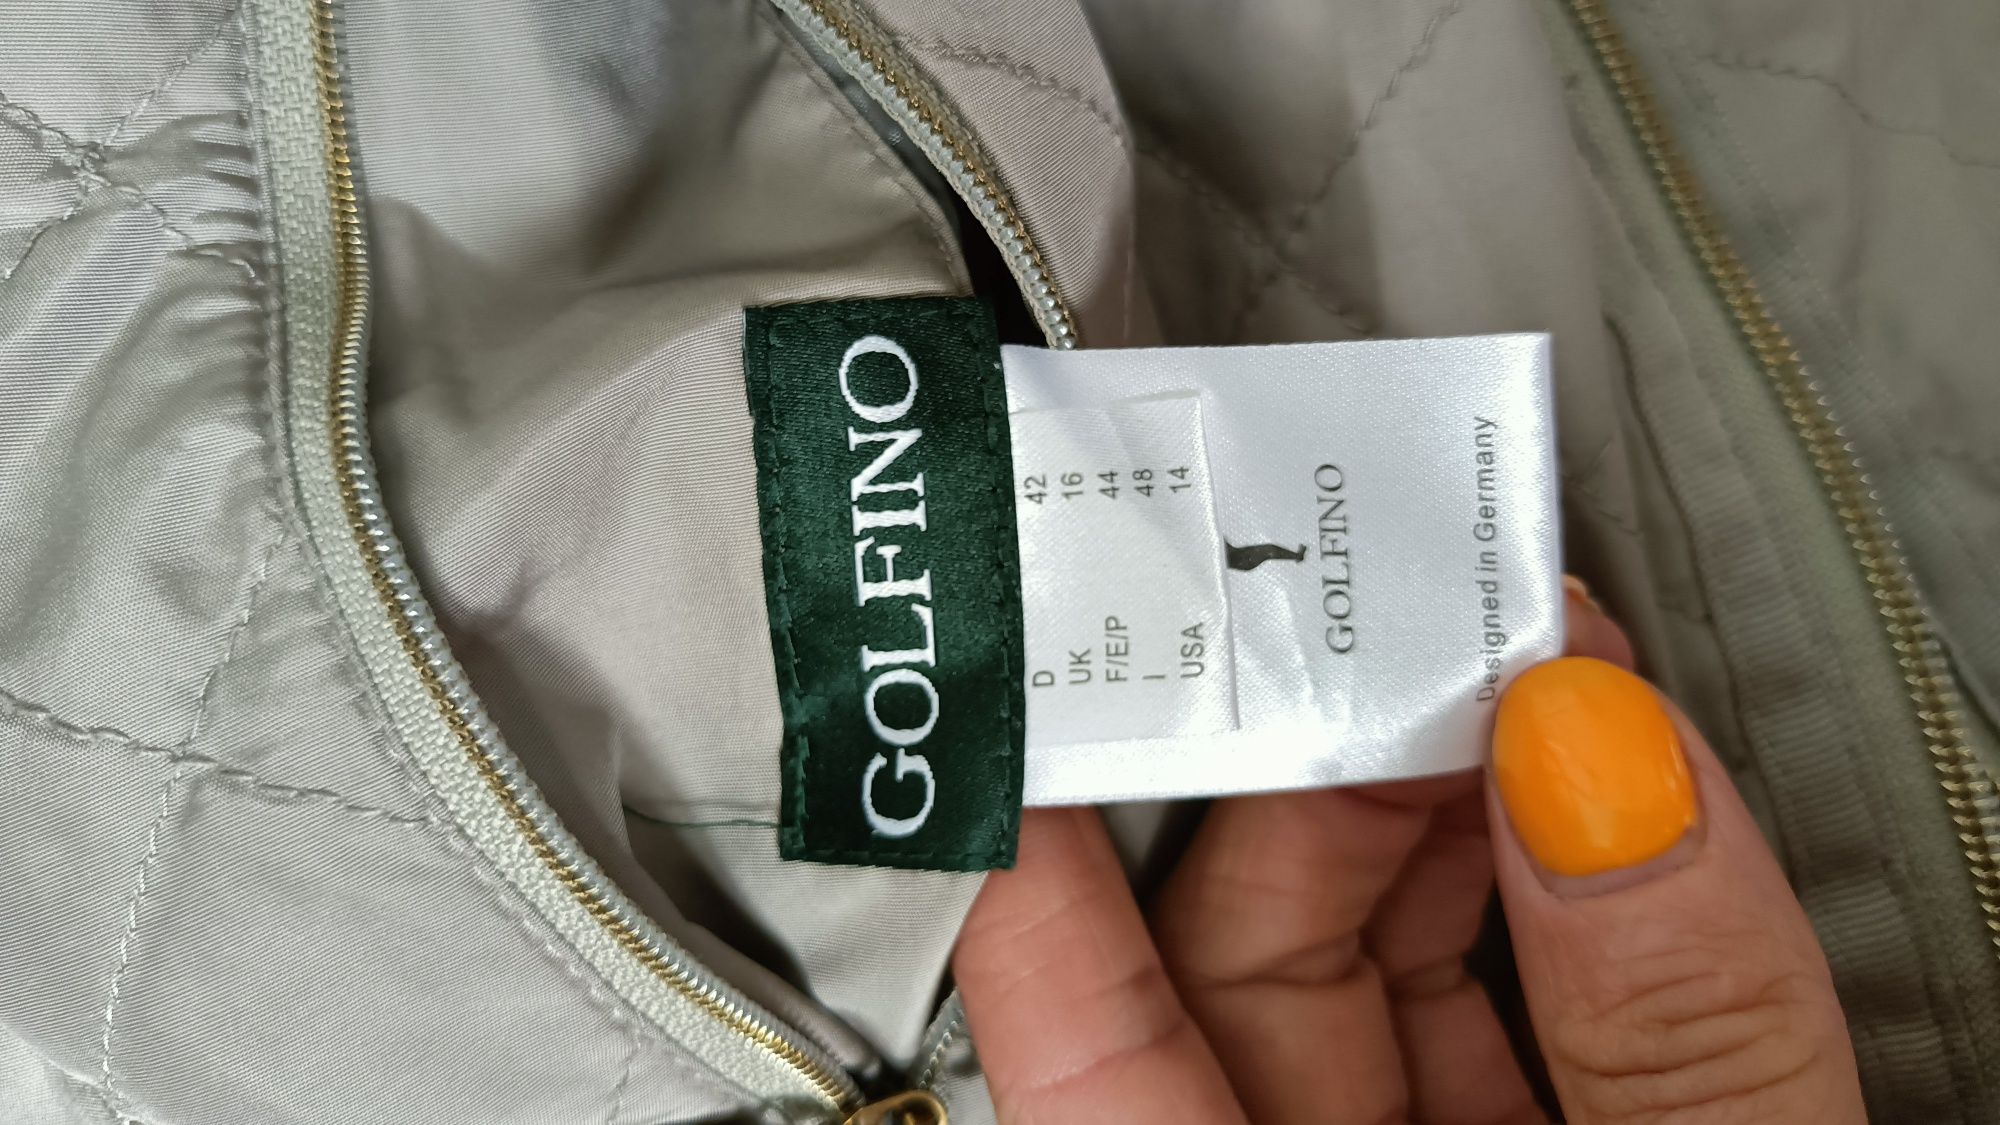 GOLFINO
D 42
UK 16
F/E/P 44
I 48
USA 14
GOLFINO
Designed in Germany